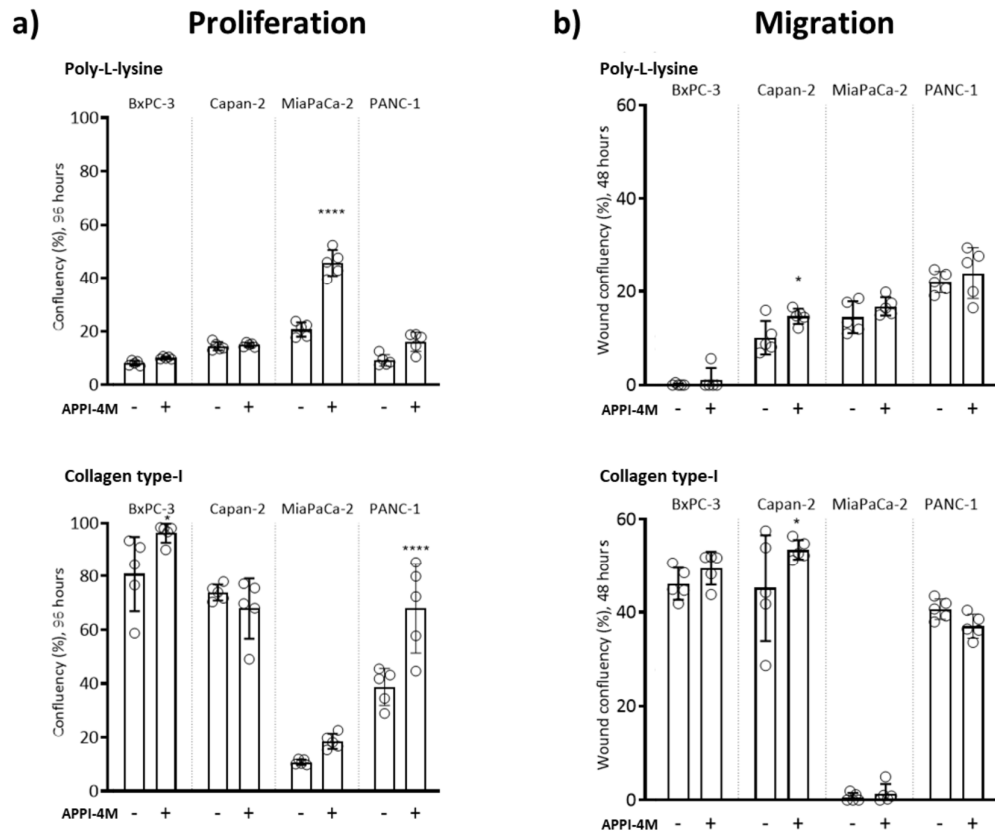 a) Proliferation
Poly-L-lysine
BxPC-3 Capan-2 MiaPaCa-2 PANC-1
Confluency (%), 96 hours
100
80
60
40
20
0
****
APPI-4M - + - + - + - +
Collagen type-I
BxPC-3 Capan-2 MiaPaCa-2 PANC-1
Confluency (%), 96 hours
100
80
60
40
20
0
*
****
APPI-4M - + - + - + - +
b) Migration
Poly-L-lysine
BxPC-3 Capan-2 MiaPaCa-2 PANC-1
Wound confluency (%), 48 hours
60
40
20
0
*
APPI-4M - + - + - + - +
Collagen type-I
BxPC-3 Capan-2 MiaPaCa-2 PANC-1
Wound confluency (%), 48 hours
60
40
20
0
*
APPI-4M - + - + - + - +